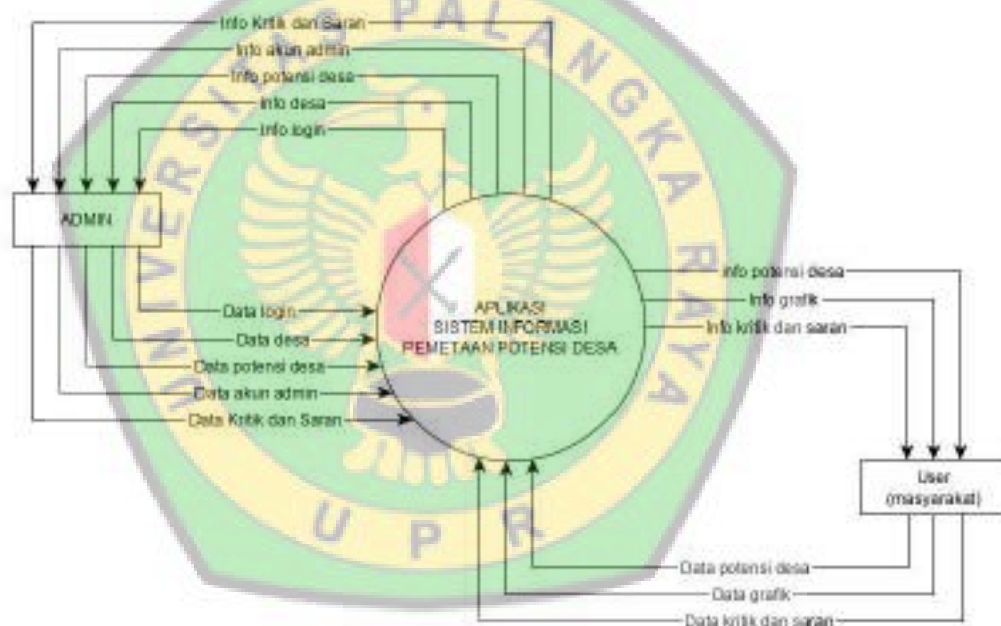 Info Kritik dan Saran
Info akun admin
Info potensi desa
Info desa
Info login
ADMIN
Data login
Data desa
Data potensi desa
Data akun admin
Data Kritik dan Saran
APLIKASI
SISTEM INFORMASI
PEMETAAN POTENSI DESA
info potensi desa
Info grafik
Info kritik dan saran
User
(masyarakat)
Data potensi desa
Data grafik
Data kritik dan saran
UNIVERSITAS PALANGKA RAYA
UPR